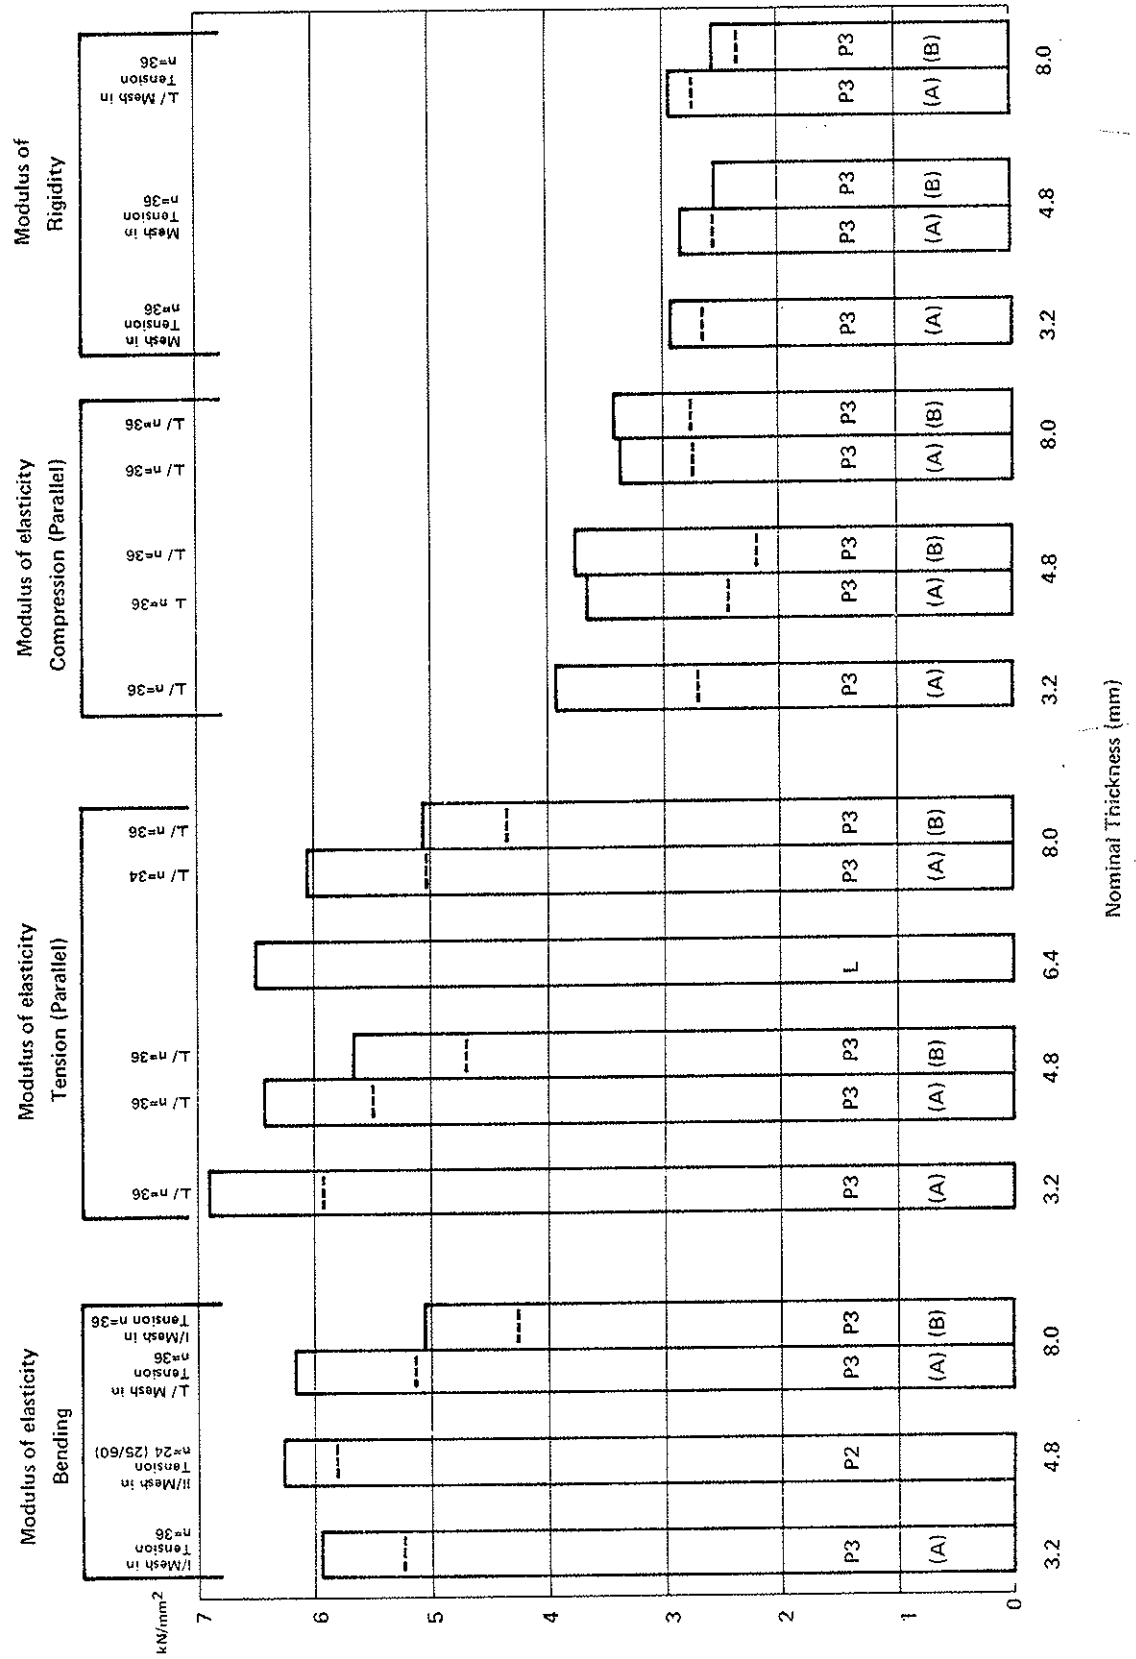 Modulus of elasticity
Bending
Modulus of elasticity
Tension (Parallel)
Modulus of elasticity
Compression (Parallel)
Modulus of
Rigidity
I/Mesh in
Tension
n=36
II/Mesh in
Tension
n=24 (25/60)
⊥ / Mesh in
Tension
n=36
I/Mesh in
Tension n=36
⊥/ n=36
⊥/ n=36
⊥/ n=36
⊥/ n=34
⊥/ n=36
⊥/ n=36
⊥ n=36
⊥/ n=36
⊥/ n=36
⊥/ n=36
Mesh in
Tension
n=36
Mesh in
Tension
n=36
⊥ / Mesh in
Tension
n=36
kN/mm²
7
6
5
4
3
2
1
0
P3 P2 P3 P3 P3 P3 P3 L P3 P3 P3 P3 P3 P3 P3 P3 P3 P3 P3 P3
(A) (A) (B) (A) (A) (B) (A) (B) (A) (A) (B) (A) (B) (A) (A) (B) (A) (B)
3.2 4.8 8.0 3.2 4.8 6.4 8.0 3.2 4.8 8.0 3.2 4.8 8.0
Nominal Thickness (mm)